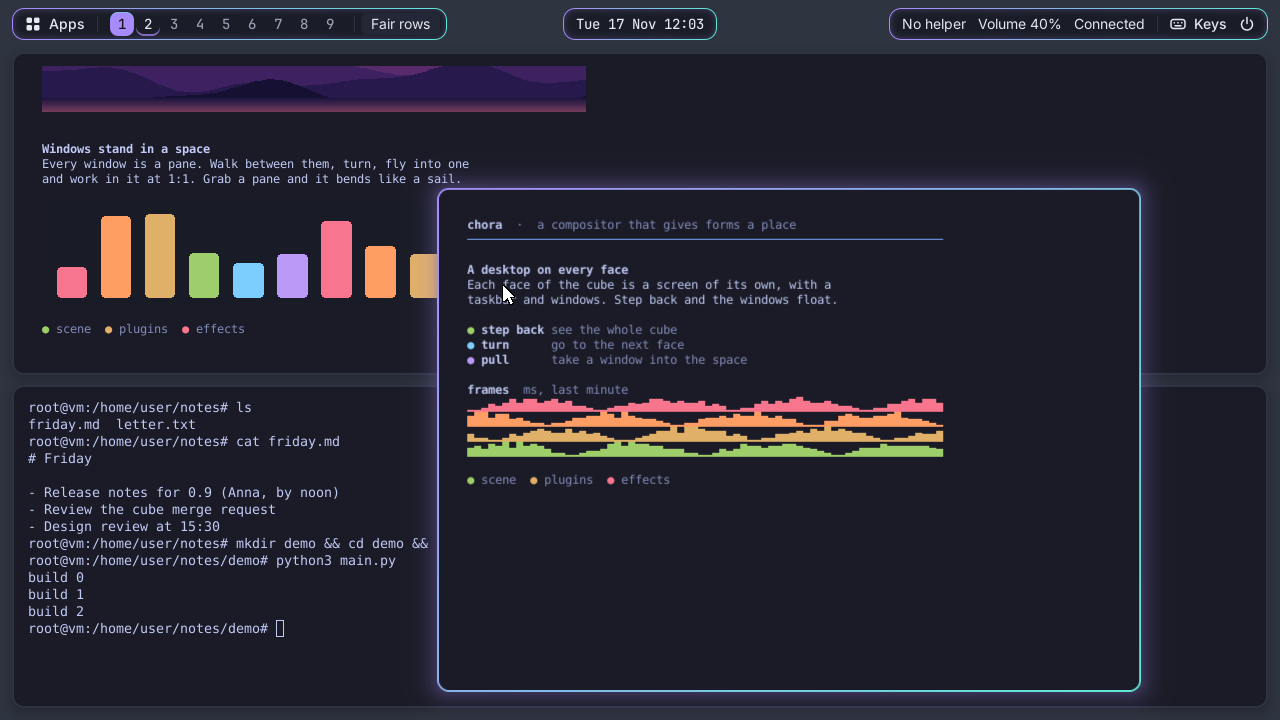 Apps 1 2 3 4 5 6 7 8 9 Fair rows
Tue 17 Nov 12:03
No helper Volume 40% Connected Keys
Windows stand in a space
Every window is a pane. Walk between them, turn, fly into one
and work in it at 1:1. Grab a pane and it bends like a sail.
scene plugins effects
chora · a compositor that gives forms a place
A desktop on every face
Each face of the cube is a screen of its own, with a
and windows. Step back and the windows float.
step back see the whole cube
turn go to the next face
pull take a window into the space
frames ms, last minute
scene plugins effects
root@vm:/home/user/notes# ls
friday.md letter.txt
root@vm:/home/user/notes# cat friday.md
# Friday
- Release notes for 0.9 (Anna, by noon)
- Review the cube merge request
- Design review at 15:30
root@vm:/home/user/notes# mkdir demo && cd demo &&
root@vm:/home/user/notes/demo# python3 main.py
build 0
build 1
build 2
root@vm:/home/user/notes/demo#